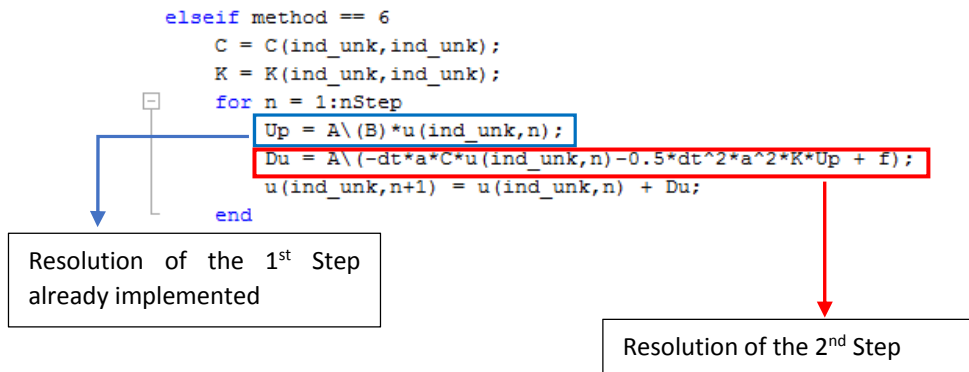 elseif method == 6
C = C(ind_unk,ind_unk);
K = K(ind_unk,ind_unk);
for n = 1:nStep
Up = A\(B)*u(ind_unk,n);
Du = A\(-dt*a*C*u(ind_unk,n)-0.5*dt^2*a^2*K*Up + f);
u(ind_unk,n+1) = u(ind_unk,n) + Du;
end
Resolution of the 1st Step
already implemented
Resolution of the 2nd Step